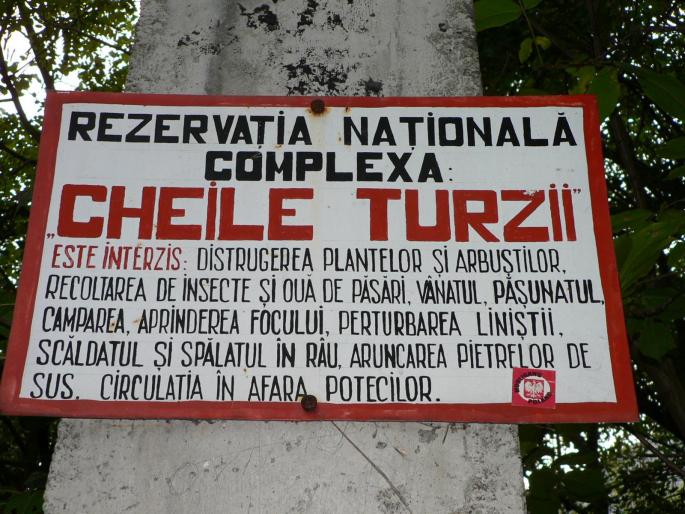 REZERVAȚIA NAȚIONALĂ
COMPLEXA:
„CHEILE TURZII”
ESTE INTERZIS: DISTRUGEREA PLANTELOR ȘI ARBUȘTILOR,
RECOLTAREA DE INSECTE ȘI OUĂ DE PĂSĂRI, VÂNATUL, PĂȘUNATUL,
CAMPAREA, APRINDEREA FOCULUI, PERTURBAREA LINIȘTII,
SCĂLDATUL ȘI SPĂLATUL ÎN RÂU, ARUNCAREA PIETRELOR DE
SUS, CIRCULAȚIA ÎN AFARA POTECILOR.